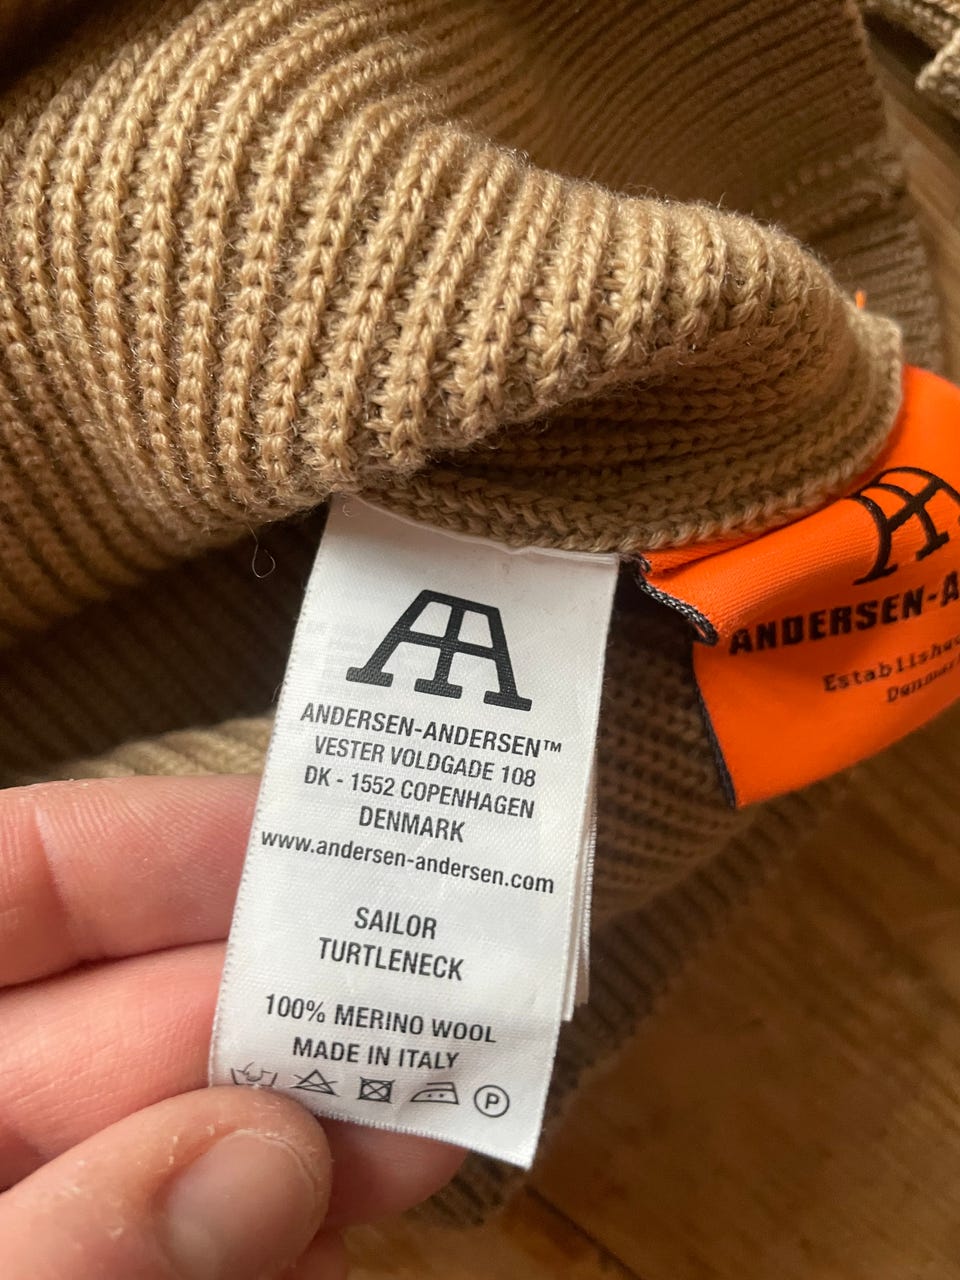 ANDERSEN-ANDERSEN™
VESTER VOLDGADE 108
DK - 1552 COPENHAGEN
DENMARK
www.andersen-andersen.com
SAILOR
TURTLENECK
100% MERINO WOOL
MADE IN ITALY
P
ANDERSEN-A
Establishe